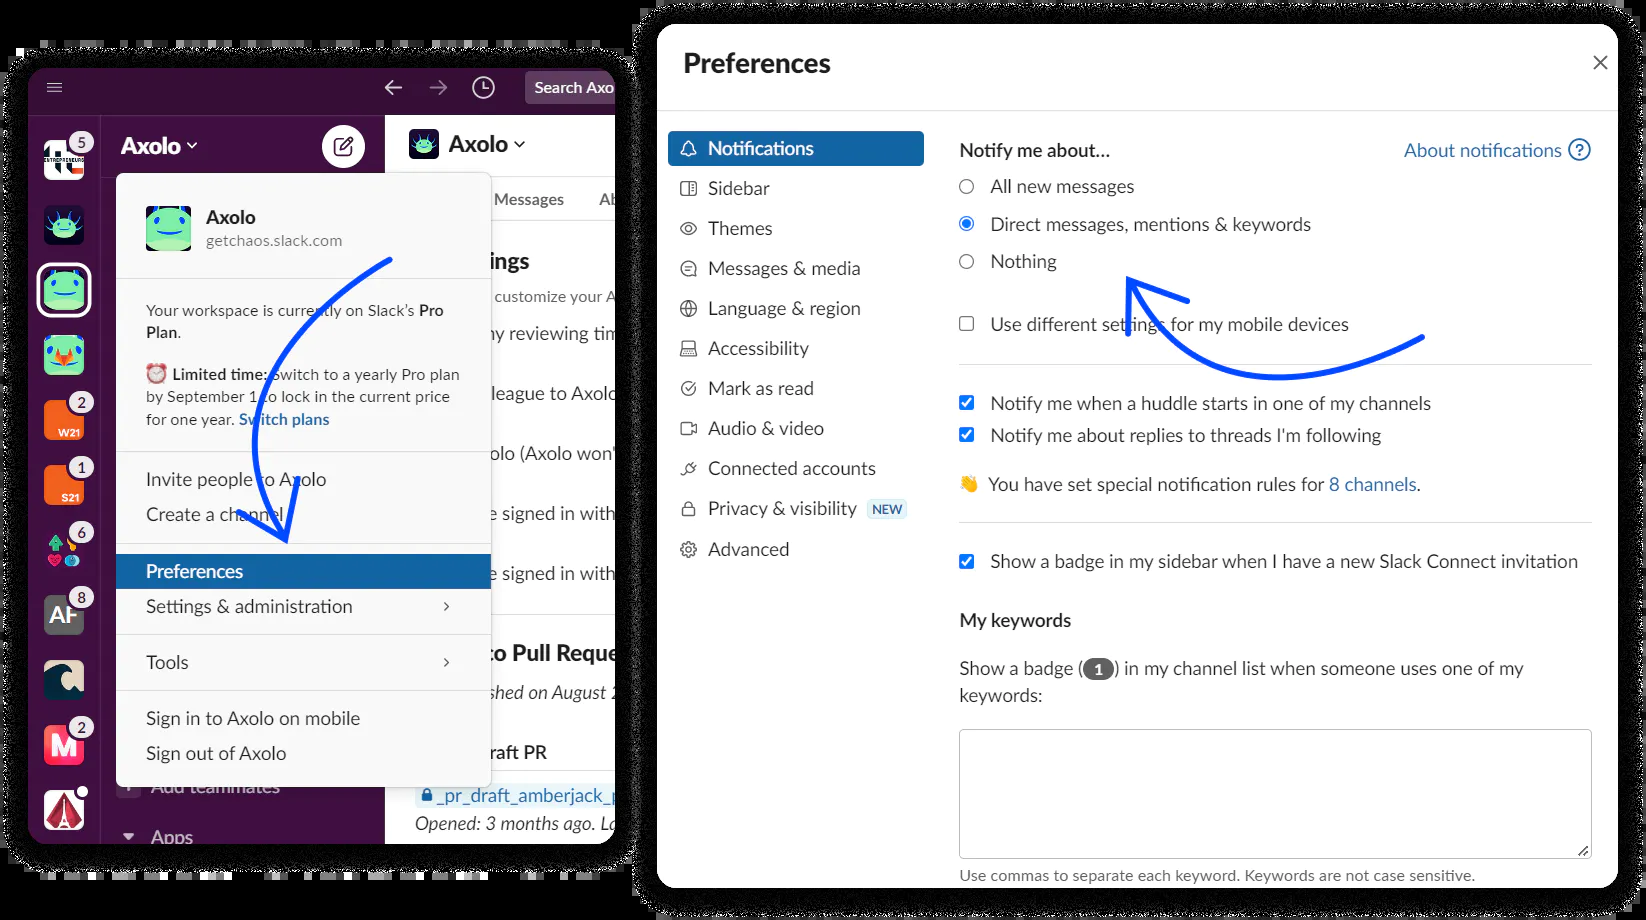 Search Axo
5
ENTREPRENEURS
Axolo
Axolo
Axolo
getchaos.slack.com
Messages
Your workspace is currently on Slack's Pro
Plan.
Limited time: Switch to a yearly Pro plan
by September 1 to lock in the current price
for one year. Switch plans
Invite people to Axolo
Create a channel
Preferences
Settings & administration
Tools
Sign in to Axolo on mobile
Sign out of Axolo
Add teammates
Apps
2
W21
1
S21
6
8
AF
2
M
ings
customize your A
y reviewing tim
league to Axolo
olo (Axolo won'
e signed in with
e signed in with
to Pull Reque
shed on August 2
raft PR
_pr_draft_amberjack_p
Opened: 3 months ago. La
Preferences
Notifications
Sidebar
Themes
Messages & media
Language & region
Accessibility
Mark as read
Audio & video
Connected accounts
Privacy & visibility NEW
Advanced
Notify me about...
About notifications ?
All new messages
Direct messages, mentions & keywords
Nothing
Use different settings for my mobile devices
Notify me when a huddle starts in one of my channels
Notify me about replies to threads I'm following
You have set special notification rules for 8 channels.
Show a badge in my sidebar when I have a new Slack Connect invitation
My keywords
Show a badge (1) in my channel list when someone uses one of my
keywords:
Use commas to separate each keyword. Keywords are not case sensitive.